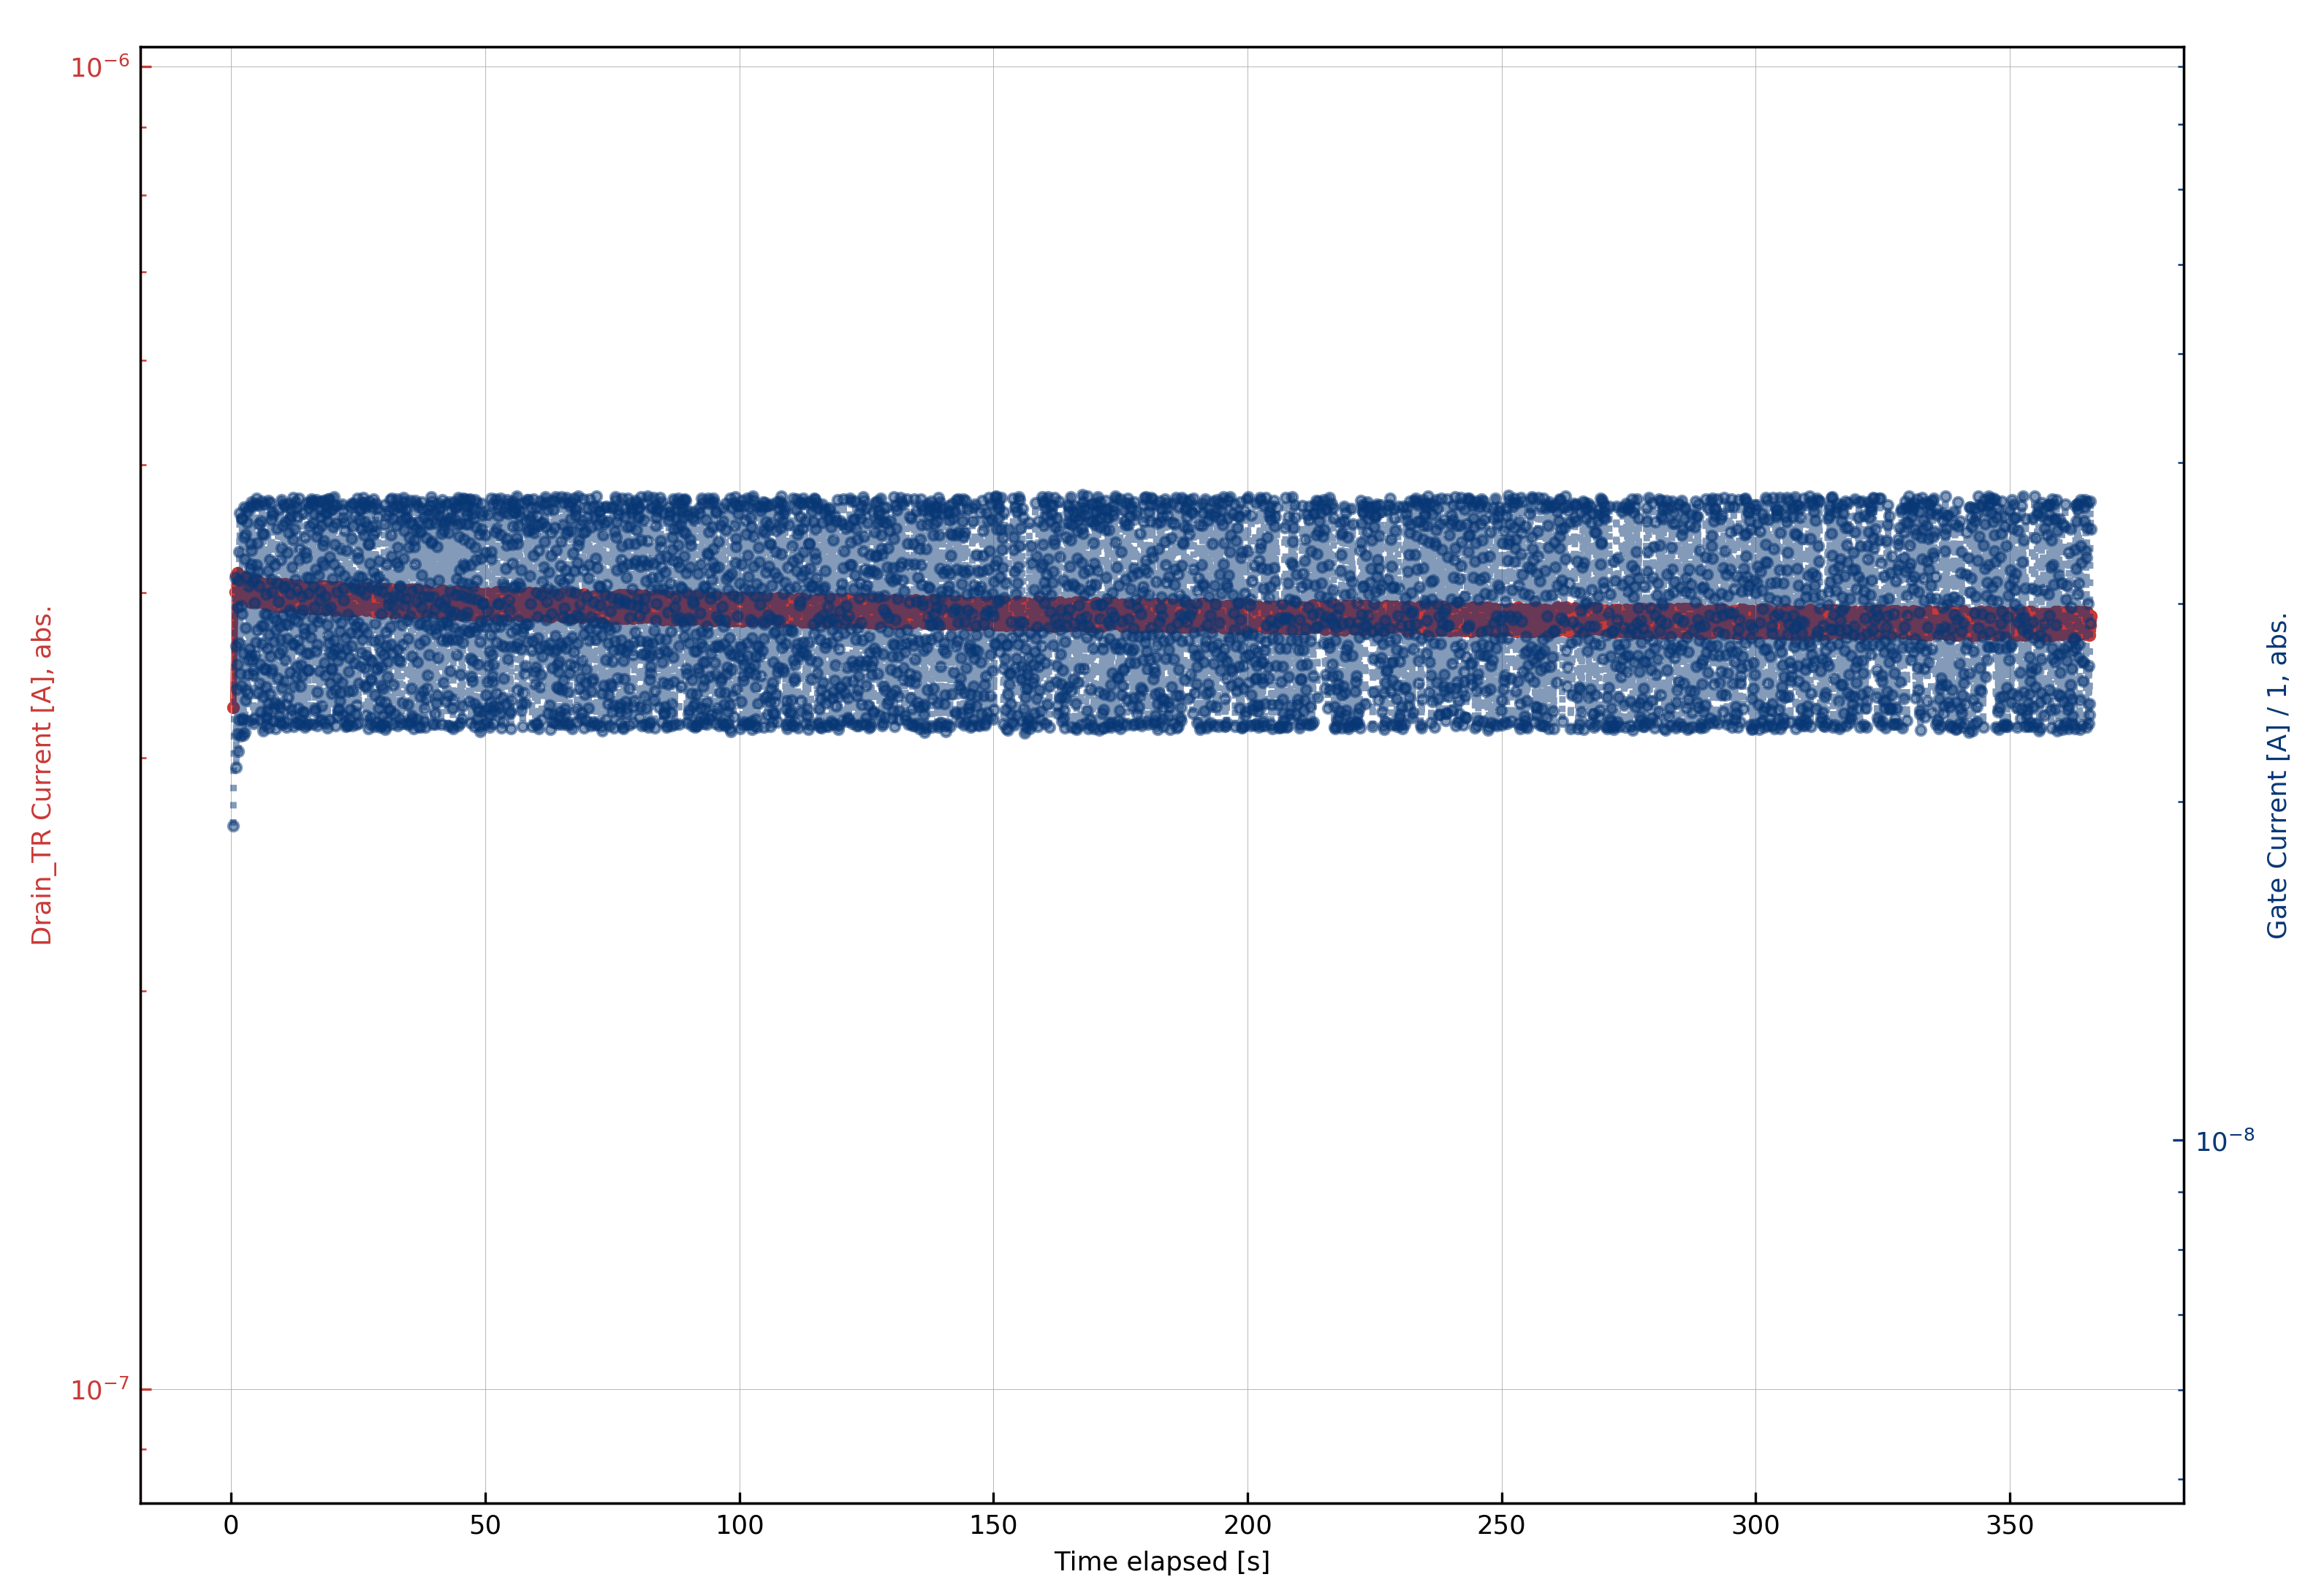 10⁻⁶
10⁻⁷
Drain_TR Current [A], abs.
0 50 100 150 200 250 300 350
Time elapsed [s]
10⁻⁸
Gate Current [A] / 1, abs.